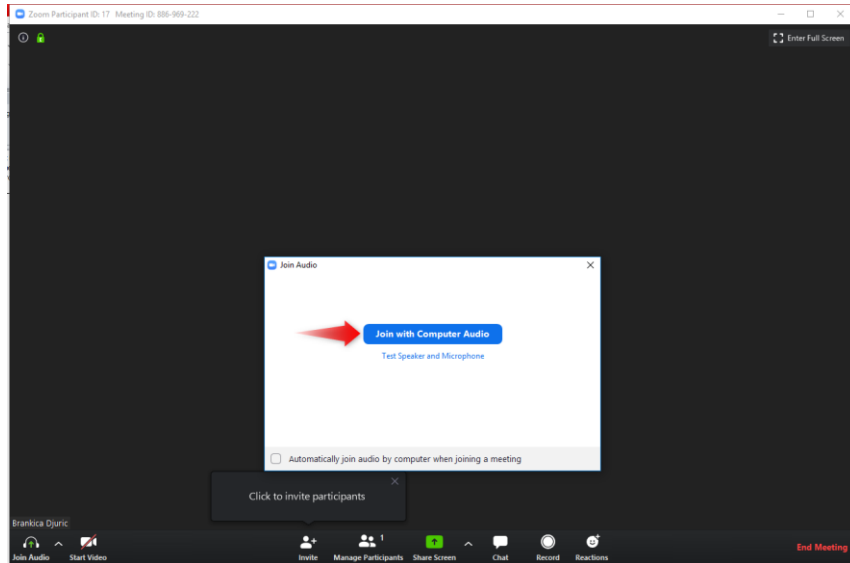 Zoom Participant ID: 17 Meeting ID: 886-969-222
Enter Full Screen
Join Audio
Join with Computer Audio
Test Speaker and Microphone
Automatically join audio by computer when joining a meeting
Click to invite participants
Brankica Djuric
1
Join Audio Start Video Invite Manage Participants Share Screen Chat Record Reactions End Meeting